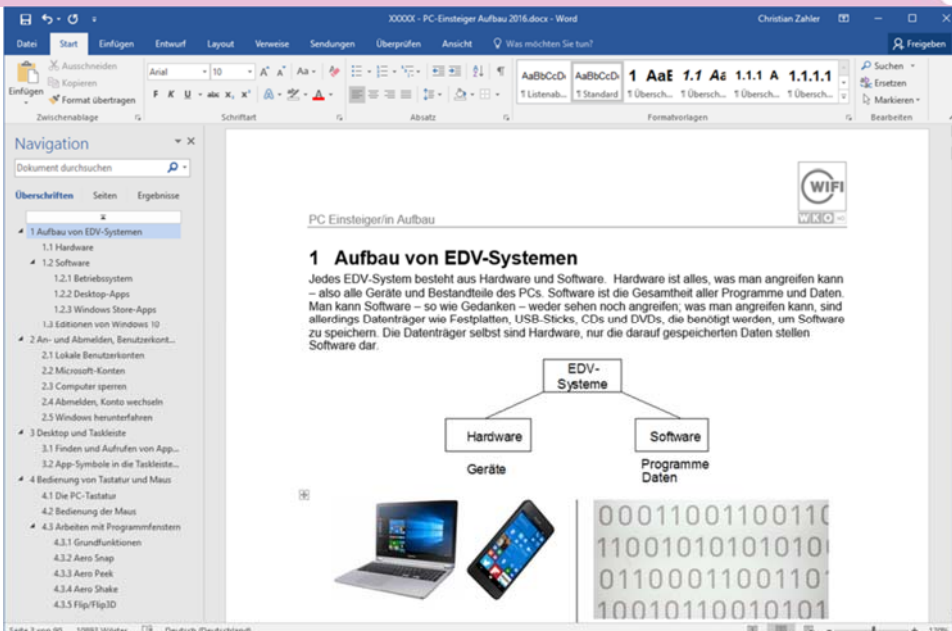 XXXXX - PC-Einsteiger Aufbau 2016.docx - Word
Christian Zahler
Datei Start Einfügen Entwurf Layout Verweise Sendungen Überprüfen Ansicht Was möchten Sie tun? Freigeben
Einfügen
Ausschneiden
Kopieren
Format übertragen
Zwischenablage
Arial 10
F K U abc x, x²
Schriftart
Absatz
AaBbCcDı AaBbCcDı 1 AaE 1.1 Aa 1.1.1 A 1.1.1.1
¶ Listenab... ¶ Standard ¶ Übersch... ¶ Übersch... ¶ Übersch... ¶ Übersch...
Formatvorlagen
Suchen
Ersetzen
Markieren
Bearbeiten
Navigation
Dokument durchsuchen
Überschriften Seiten Ergebnisse
1 Aufbau von EDV-Systemen
1.1 Hardware
1.2 Software
1.2.1 Betriebssystem
1.2.2 Desktop-Apps
1.2.3 Windows Store-Apps
1.3 Editionen von Windows 10
2 An- und Abmelden, Benutzerkont...
2.1 Lokale Benutzerkonten
2.2 Microsoft-Konten
2.3 Computer sperren
2.4 Abmelden, Konto wechseln
2.5 Windows herunterfahren
3 Desktop und Taskleiste
3.1 Finden und Aufrufen von App...
3.2 App-Symbole in die Taskleiste...
4 Bedienung von Tastatur und Maus
4.1 Die PC-Tastatur
4.2 Bedienung der Maus
4.3 Arbeiten mit Programmfenstern
4.3.1 Grundfunktionen
4.3.2 Aero Snap
4.3.3 Aero Peek
4.3.4 Aero Shake
4.3.5 Flip/Flip3D
WIFI
WKO
PC Einsteiger/in Aufbau
1 Aufbau von EDV-Systemen
Jedes EDV-System besteht aus Hardware und Software. Hardware ist alles, was man angreifen kann
– also alle Geräte und Bestandteile des PCs. Software ist die Gesamtheit aller Programme und Daten.
Man kann Software – so wie Gedanken – weder sehen noch angreifen; was man angreifen kann, sind
allerdings Datenträger wie Festplatten, USB-Sticks, CDs und DVDs, die benötigt werden, um Software
zu speichern. Die Datenträger selbst sind Hardware, nur die darauf gespeicherten Daten stellen
Software dar.
EDV-
Systeme
Hardware
Software
Geräte
Programme
Daten
000110011001100
110010101010100
011000110011010
100101100101010